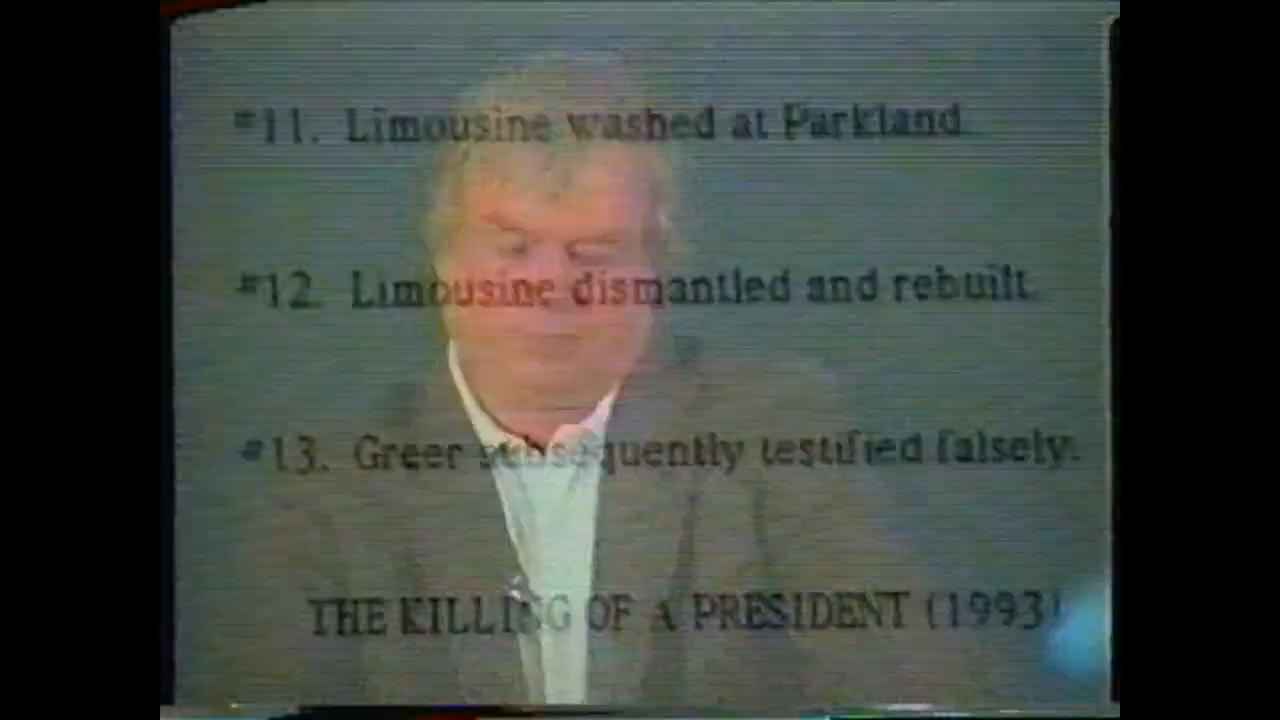 #11. Limousine washed at Parkland.
#12. Limousine dismantled and rebuilt.
#13. Greer subsequently testified falsely.
THE KILLING OF A PRESIDENT (1993)